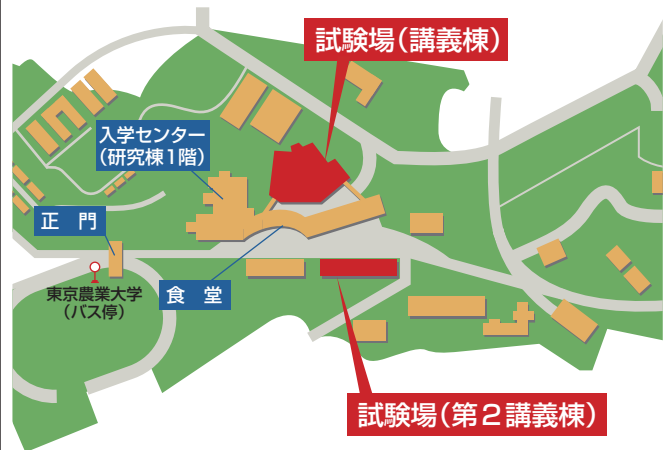 試験場(講義棟)
入学センター
(研究棟1階)
正 門
東京農業大学
(バス停)
食 堂
試験場(第2講義棟)